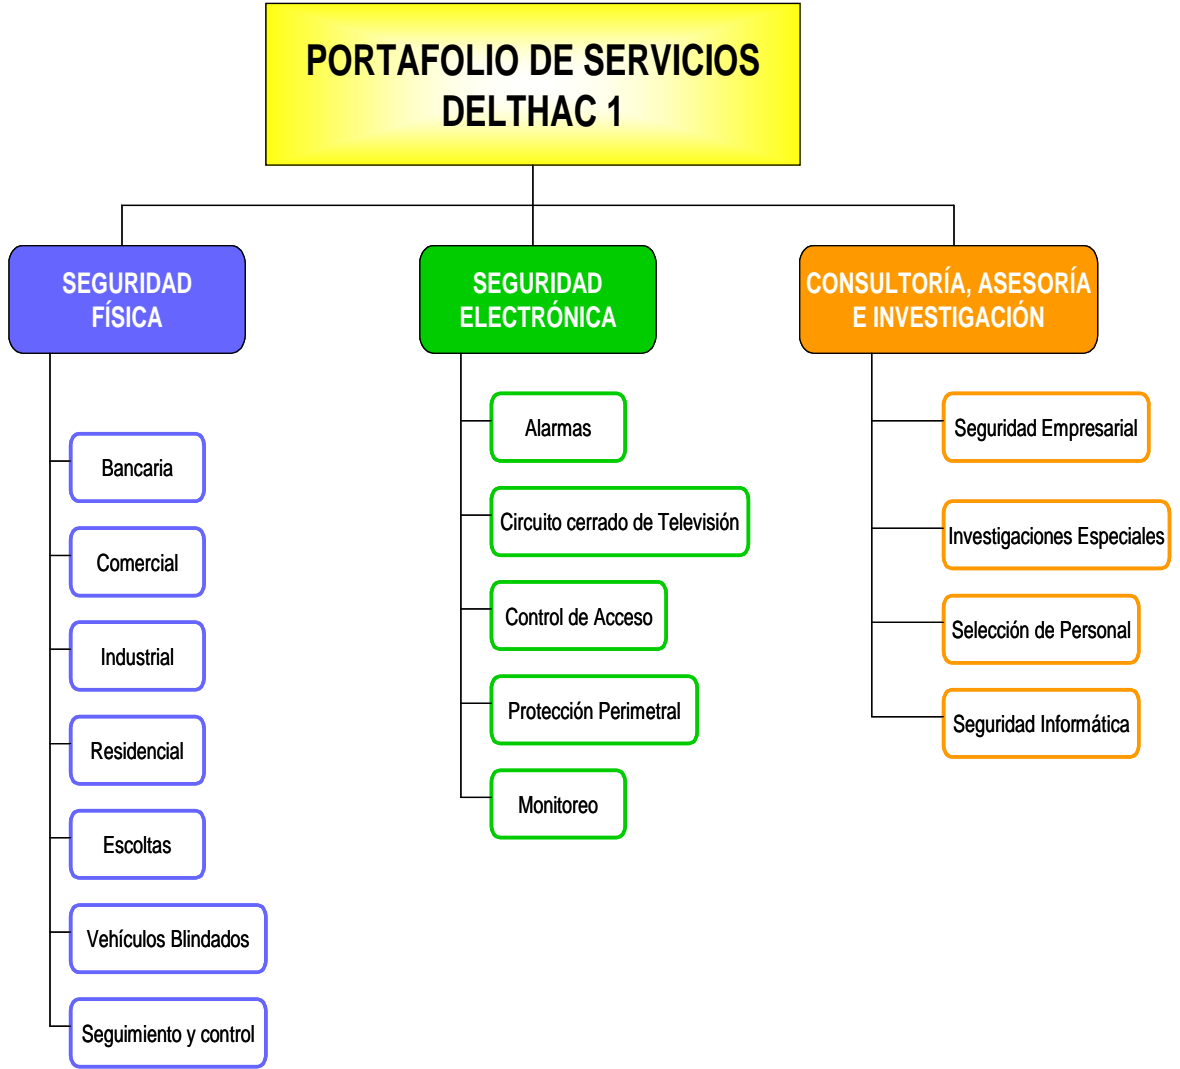 PORTAFOLIO DE SERVICIOS
DELTHAC 1
SEGURIDAD
FÍSICA
Bancaria
Comercial
Industrial
Residencial
Escoltas
Vehículos Blindados
Seguimiento y control
SEGURIDAD
ELECTRÓNICA
Alarmas
Circuito cerrado de Televisión
Control de Acceso
Protección Perimetral
Monitoreo
CONSULTORÍA, ASESORÍA
E INVESTIGACIÓN
Seguridad Empresarial
Investigaciones Especiales
Selección de Personal
Seguridad Informática